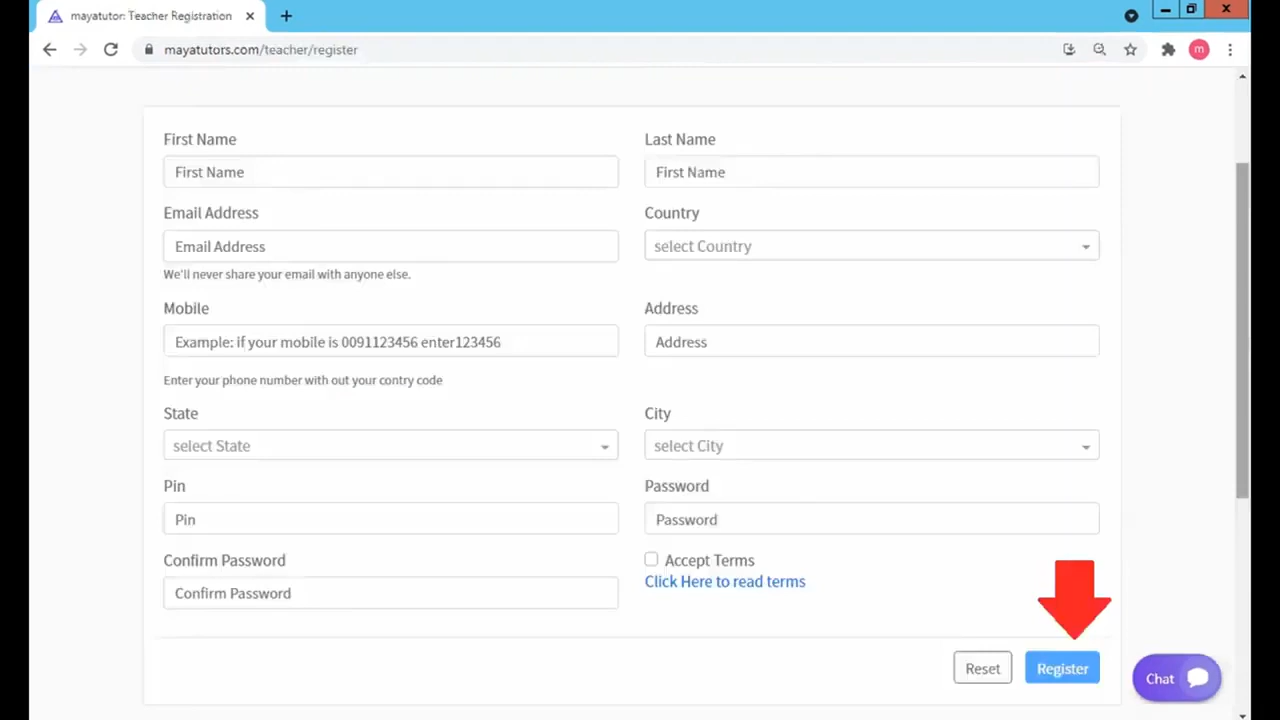 mayatutor: Teacher Registration
mayatutors.com/teacher/register
m
First Name
Last Name
First Name
First Name
Email Address
Country
Email Address
select Country
We'll never share your email with anyone else.
Mobile
Address
Example: if your mobile is 0091123456 enter123456
Address
Enter your phone number with out your contry code
State
City
select State
select City
Pin
Password
Pin
Password
Confirm Password
Accept Terms
Click Here to read terms
Confirm Password
Reset
Register
Chat